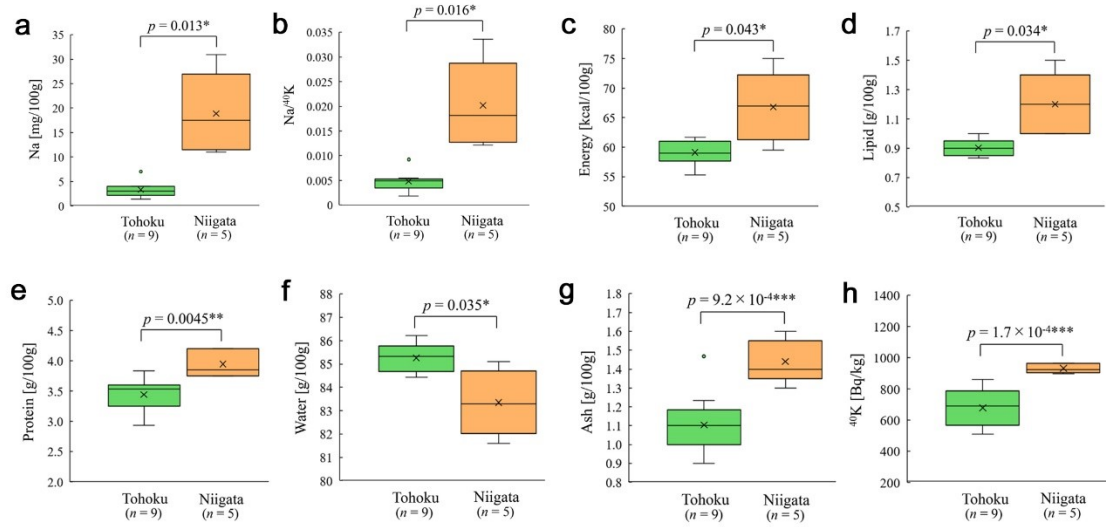 a
p = 0.013*
Na [mg/100g]
35
30
25
20
15
10
5
0
Tohoku
(n = 9)
Niigata
(n = 5)
b
p = 0.016*
Na/⁴⁰K
0.040
0.035
0.030
0.025
0.020
0.015
0.010
0.005
0.000
Tohoku
(n = 9)
Niigata
(n = 5)
c
p = 0.043*
Energy [kcal/100g]
80
75
70
65
60
55
50
Tohoku
(n = 9)
Niigata
(n = 5)
d
p = 0.034*
Lipid [g/100g]
1.7
1.5
1.3
1.1
0.9
0.7
0.5
Tohoku
(n = 9)
Niigata
(n = 5)
e
p = 0.0045**
Protein [g/100g]
5.0
4.5
4.0
3.5
3.0
2.5
2.0
Tohoku
(n = 9)
Niigata
(n = 5)
f
p = 0.035*
Water [g/100g]
88
87
86
85
84
83
82
81
80
Tohoku
(n = 9)
Niigata
(n = 5)
g
p = 9.2 × 10⁻⁴***
Ash [g/100g]
1.8
1.7
1.6
1.5
1.4
1.3
1.2
1.1
1.0
0.9
0.8
Tohoku
(n = 9)
Niigata
(n = 5)
h
p = 1.7 × 10⁻⁴***
⁴⁰K [Bq/kg]
1400
1200
1000
800
600
400
200
0
Tohoku
(n = 9)
Niigata
(n = 5)